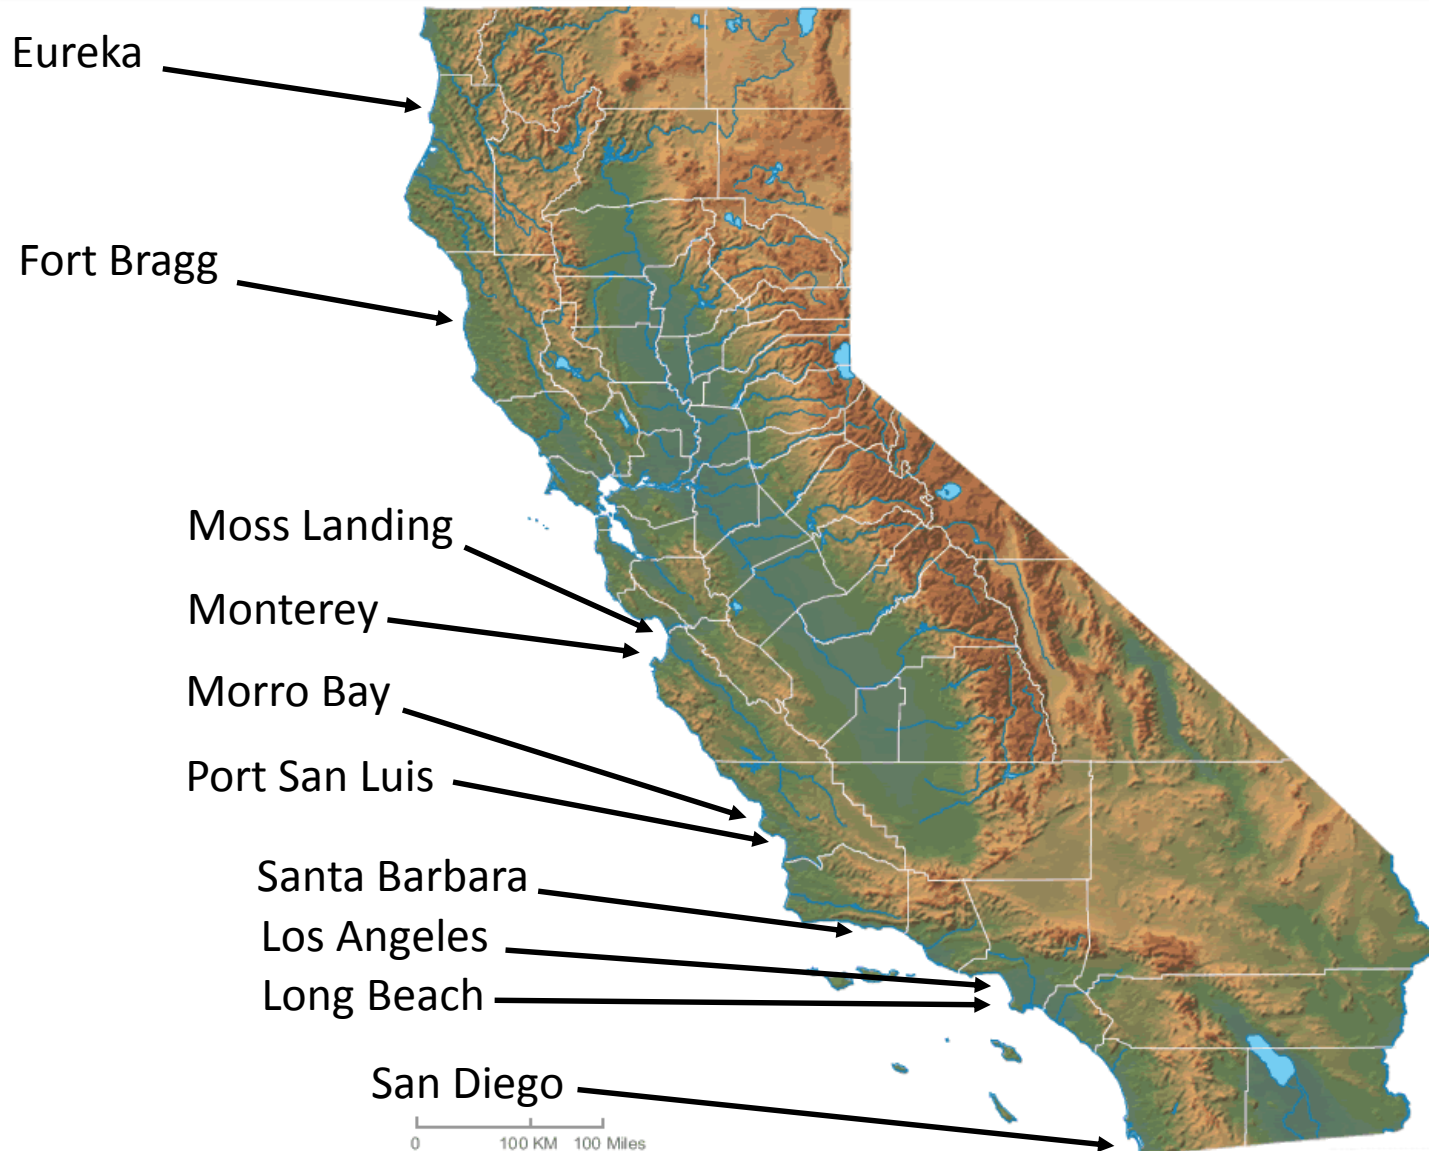 Eureka
Fort Bragg
Moss Landing
Monterey
Morro Bay
Port San Luis
Santa Barbara
Los Angeles
Long Beach
San Diego
0 100 KM 100 Miles